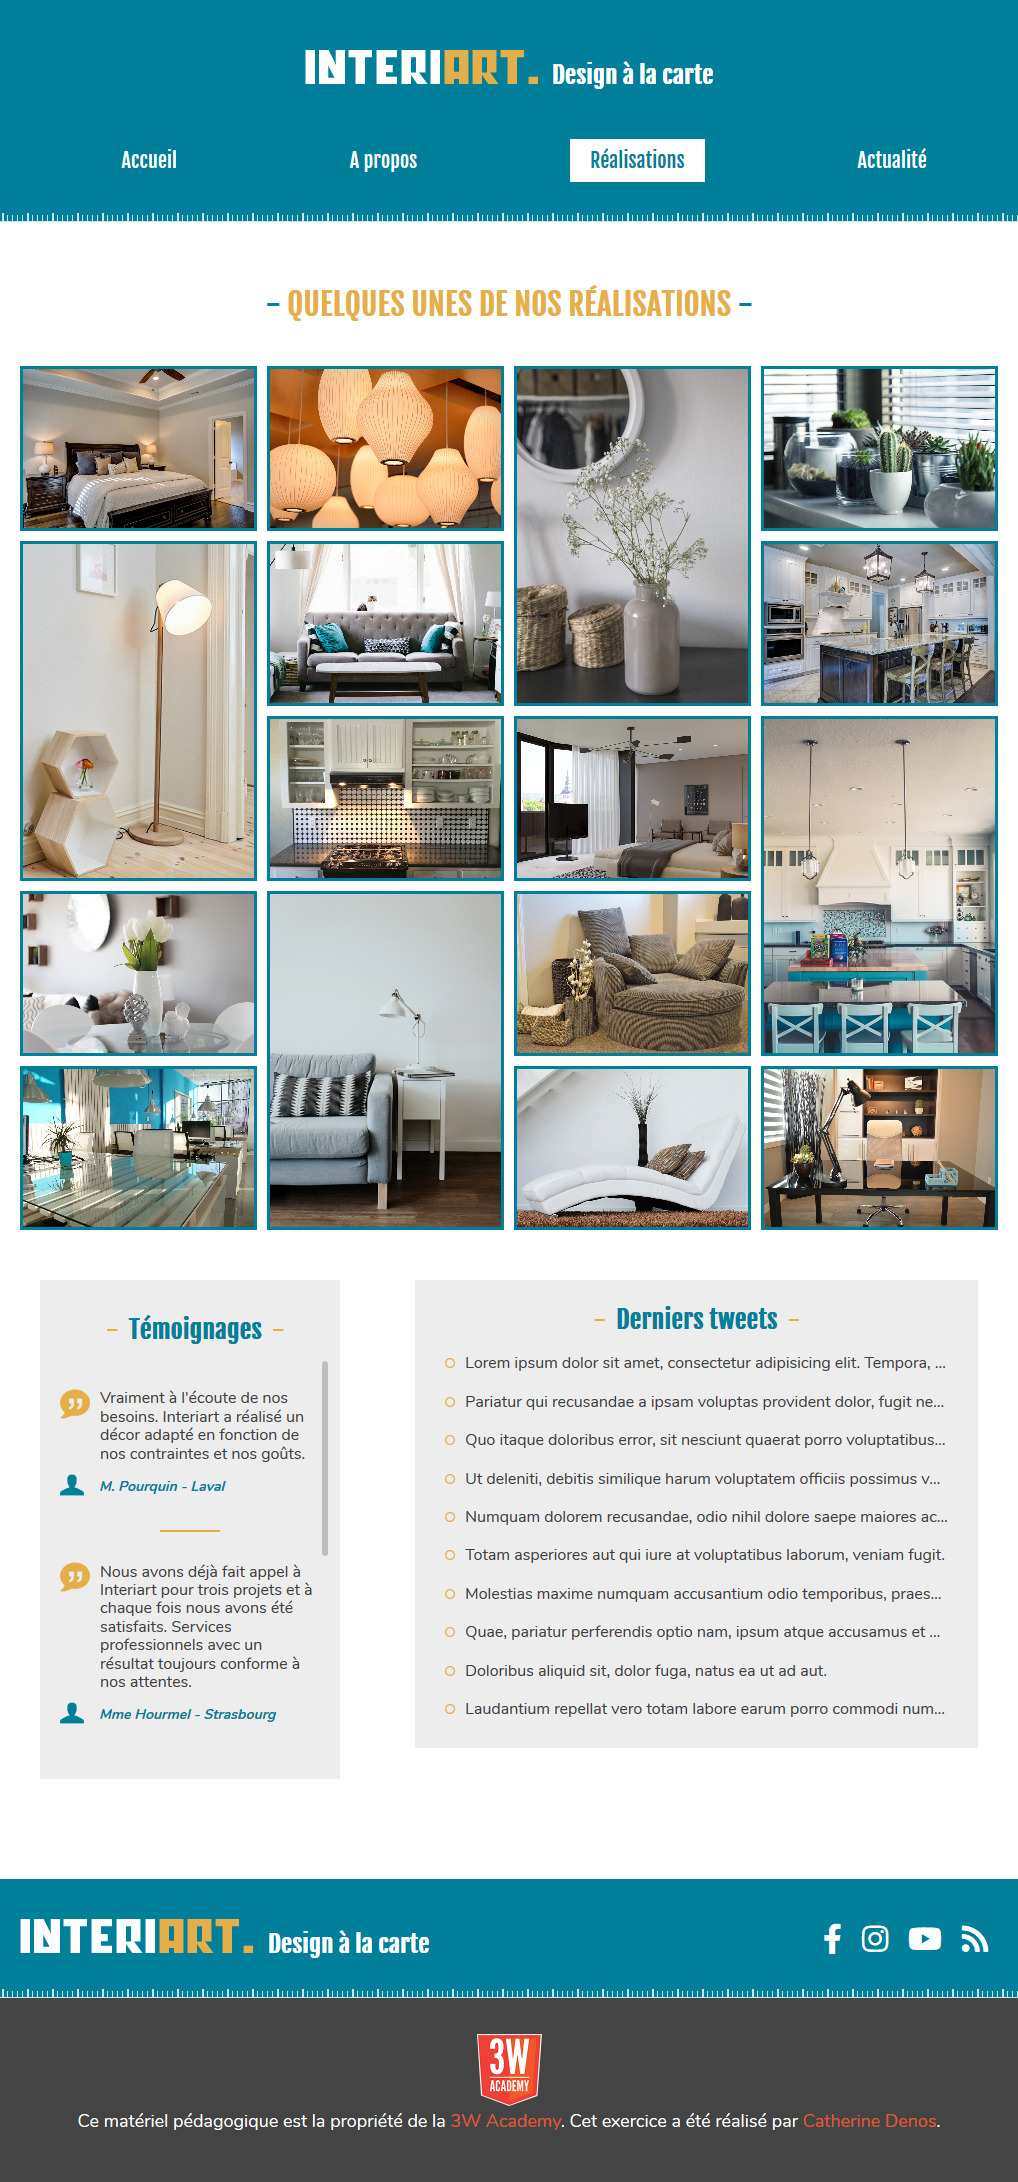 INTERIART. Design à la carte
Accueil
A propos
Réalisations
Actualité
– QUELQUES UNES DE NOS RÉALISATIONS –
– Témoignages –
Vraiment à l'écoute de nos
besoins. Interiart a réalisé un
décor adapté en fonction de
nos contraintes et nos goûts.
M. Pourquin - Laval
Nous avons déjà fait appel à
Interiart pour trois projets et à
chaque fois nous avons été
satisfaits. Services
professionnels avec un
résultat toujours conforme à
nos attentes.
Mme Hourmel - Strasbourg
– Derniers tweets –
Lorem ipsum dolor sit amet, consectetur adipisicing elit. Tempora, ...
Pariatur qui recusandae a ipsam voluptas provident dolor, fugit ne...
Quo itaque doloribus error, sit nesciunt quaerat porro voluptatibus...
Ut deleniti, debitis similique harum voluptatem officiis possimus v...
Numquam dolorem recusandae, odio nihil dolore saepe maiores ac...
Totam asperiores aut qui iure at voluptatibus laborum, veniam fugit.
Molestias maxime numquam accusantium odio temporibus, praes...
Quae, pariatur perferendis optio nam, ipsum atque accusamus et ...
Doloribus aliquid sit, dolor fuga, natus ea ut ad aut.
Laudantium repellat vero totam labore earum porro commodi num...
INTERIART. Design à la carte
3W
ACADEMY
Ce matériel pédagogique est la propriété de la 3W Academy. Cet exercice a été réalisé par Catherine Denos.